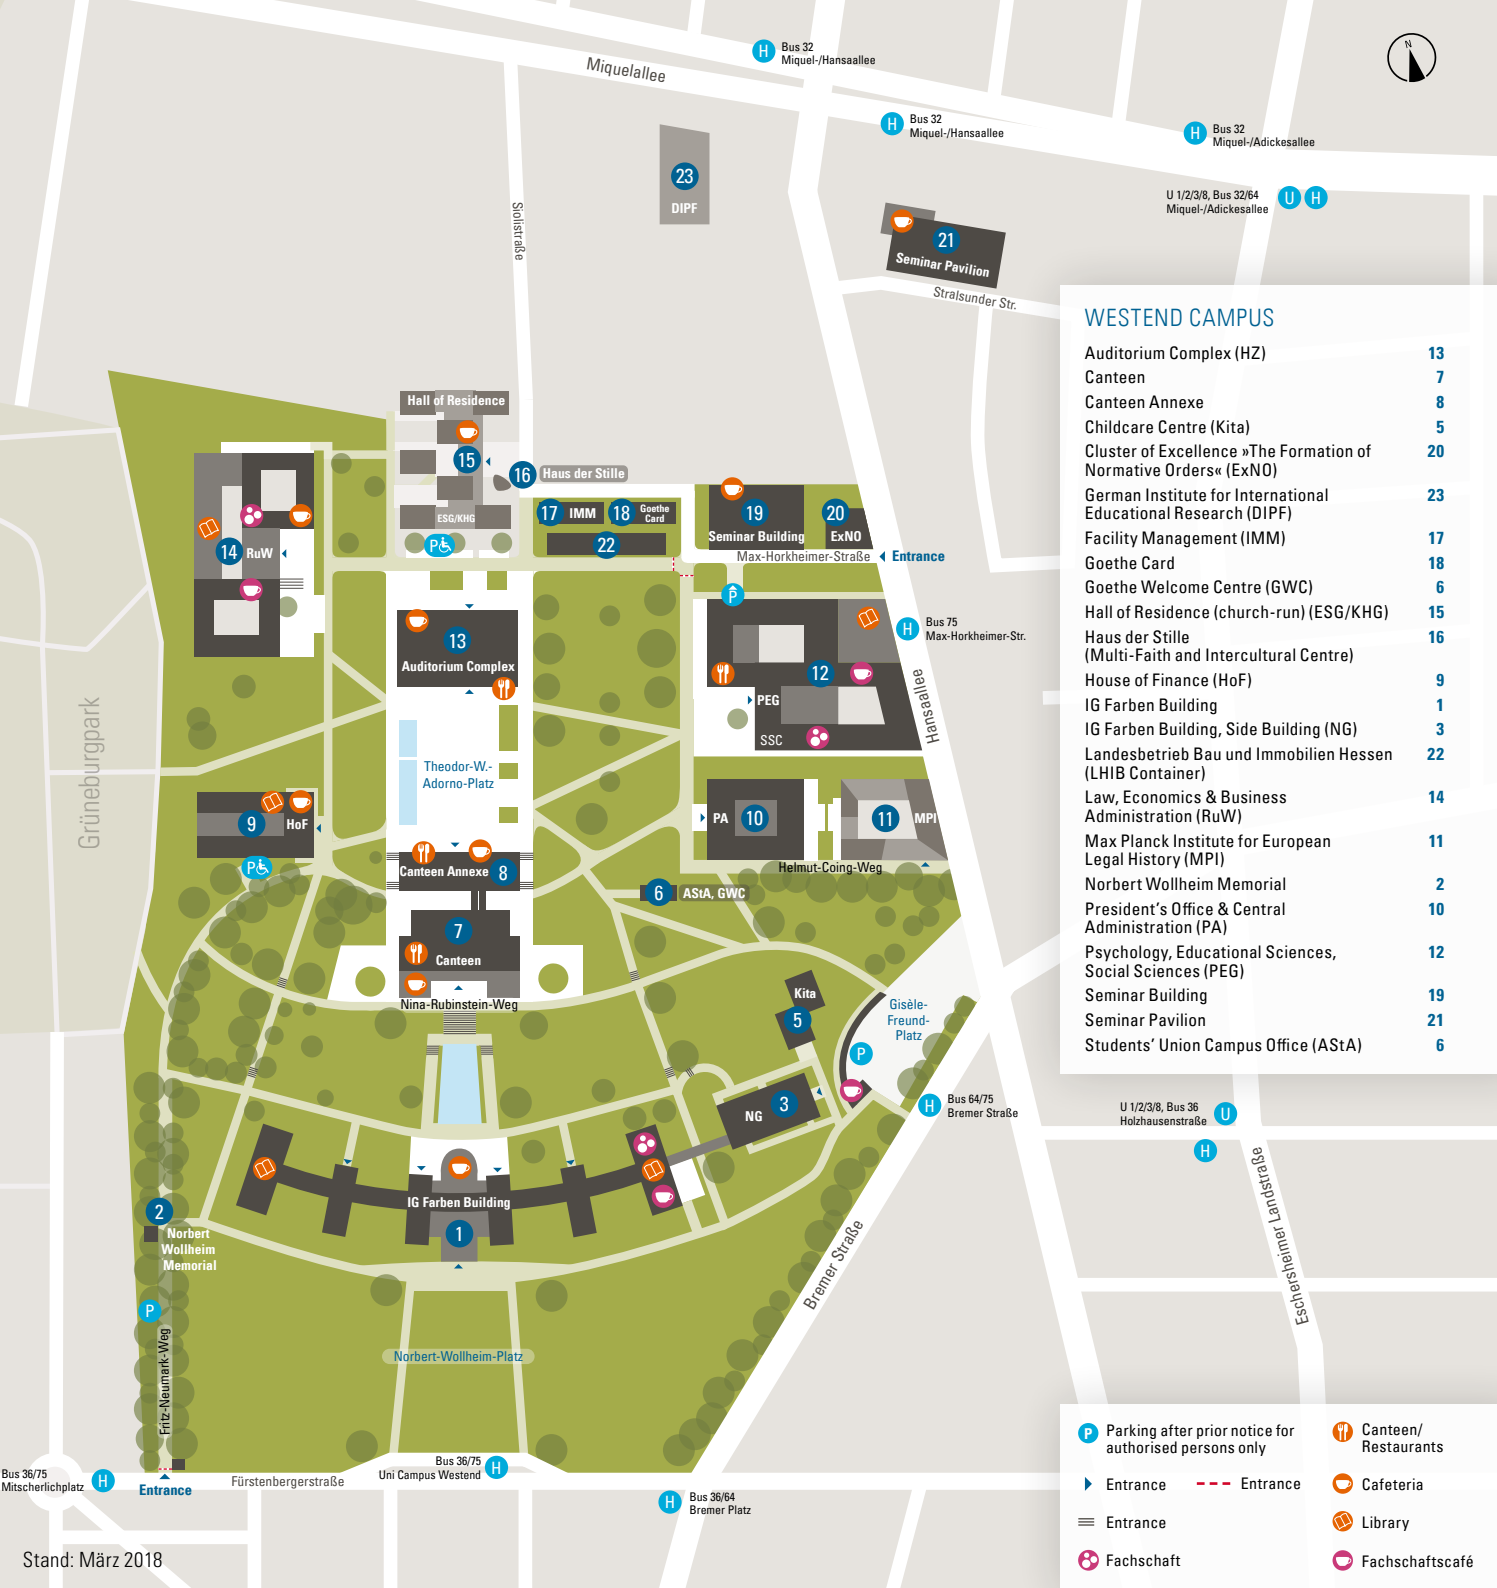 N
H Bus 32
Miquel-/Hansaallee
Miquelallee
H Bus 32
Miquel-/Hansaallee
H Bus 32
Miquel-/Adickesallee
U 1/2/3/8, Bus 32/64
Miquel-/Adickesallee
U H
23
DIPF
Siolistraße
21
Seminar Pavilion
Stralsunder Str.
WESTEND CAMPUS
Auditorium Complex (HZ) 13
Canteen 7
Canteen Annexe 8
Childcare Centre (Kita) 5
Cluster of Excellence »The Formation of 20
Normative Orders« (ExNO)
German Institute for International 23
Educational Research (DIPF)
Facility Management (IMM) 17
Goethe Card 18
Goethe Welcome Centre (GWC) 6
Hall of Residence (church-run) (ESG/KHG) 15
Haus der Stille 16
(Multi-Faith and Intercultural Centre)
House of Finance (HoF) 9
IG Farben Building 1
IG Farben Building, Side Building (NG) 3
Landesbetrieb Bau und Immobilien Hessen 22
(LHIB Container)
Law, Economics & Business 14
Administration (RuW)
Max Planck Institute for European 11
Legal History (MPI)
Norbert Wollheim Memorial 2
President's Office & Central 10
Administration (PA)
Psychology, Educational Sciences, 12
Social Sciences (PEG)
Seminar Building 19
Seminar Pavilion 21
Students' Union Campus Office (AStA) 6
Hall of Residence
15
16 Haus der Stille
ESG/KHG
P
17 IMM
18 Goethe
Card
22
19
Seminar Building
20
ExNO
Max-Horkheimer-Straße
Entrance
14 RuW
P
H Bus 75
Max-Horkheimer-Str.
13
Auditorium Complex
12
PEG
SSC
Hansaallee
Grüneburgpark
Theodor-W.-
Adorno-Platz
9 HoF
P
PA 10
11 MPI
Helmut-Coing-Weg
Canteen Annexe 8
6 AStA, GWC
7
Canteen
Nina-Rubinstein-Weg
Kita
5
Gisèle-
Freund-
Platz
P
3
NG
H Bus 64/75
Bremer Straße
U 1/2/3/8, Bus 36
Holzhausenstraße
U
H
Eschersheimer Landstraße
IG Farben Building
1
2
Norbert
Wollheim
Memorial
P
Fritz-Neumark-Weg
Bremer Straße
Norbert-Wollheim-Platz
Bus 36/75
Mitscherlichplatz
H
Entrance
Fürstenbergerstraße
Bus 36/75
Uni Campus Westend
H
H Bus 36/64
Bremer Platz
P Parking after prior notice for
authorised persons only
Entrance
Entrance
Entrance
Fachschaft
Canteen/
Restaurants
Cafeteria
Library
Fachschaftscafé
Stand: März 2018